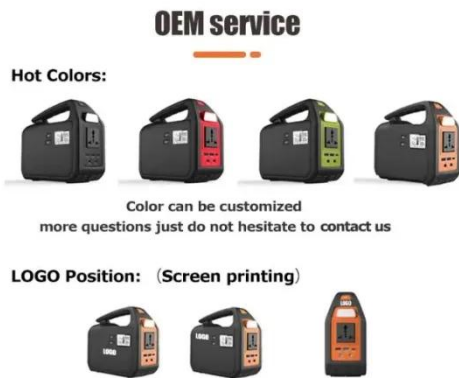 OEM service
Hot Colors:
Color can be customized
more questions just do not hesitate to contact us
LOGO Position: (Screen printing)
LOGO
LOGO
LOGO